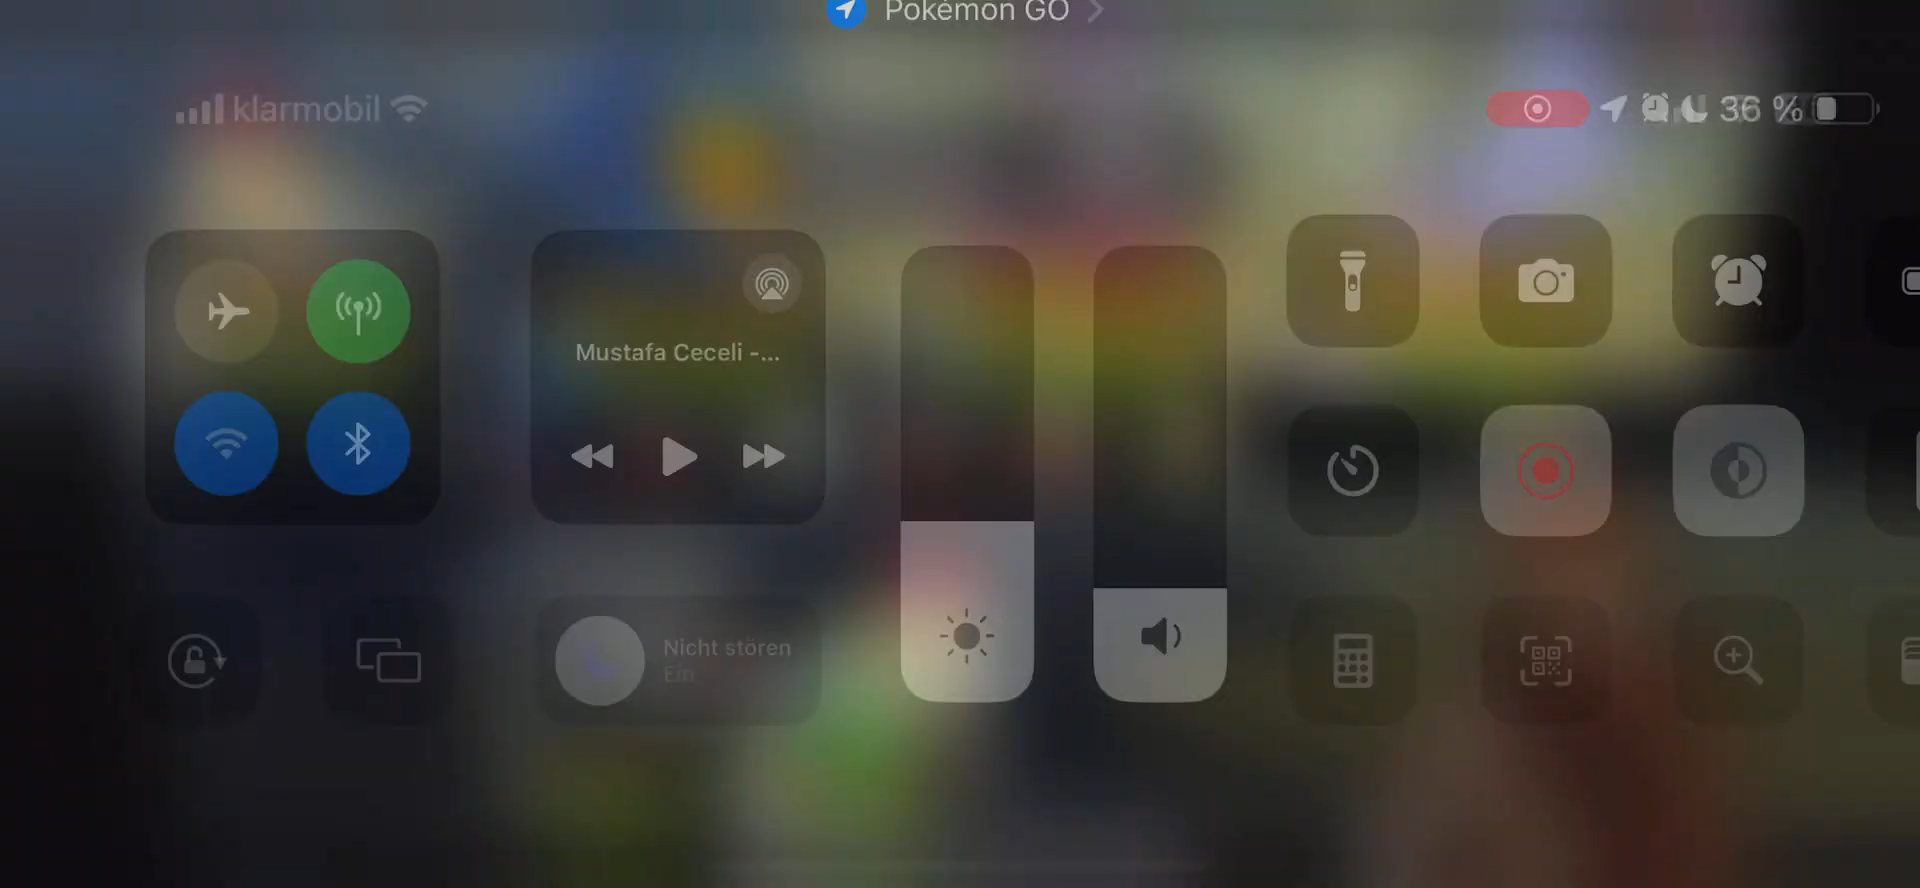 Pokémon GO
klarmobil
36 %
Mustafa Ceceli -...
Nicht stören
Ein